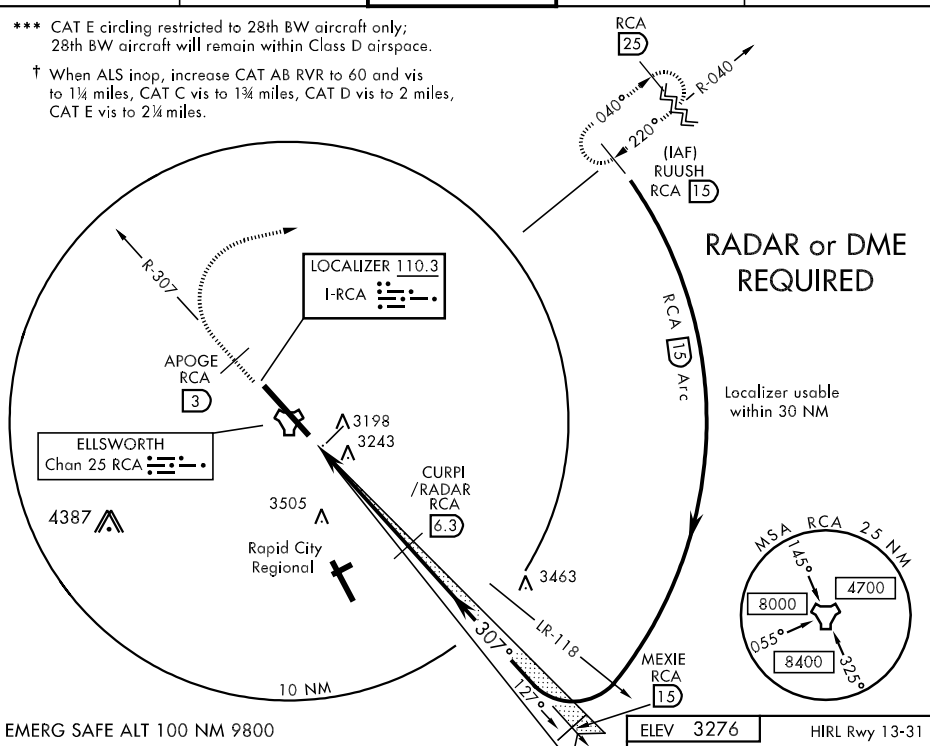 *** CAT E circling restricted to 28th BW aircraft only;
28th BW aircraft will remain within Class D airspace.
† When ALS inop, increase CAT AB RVR to 60 and vis
to 1¼ miles, CAT C vis to 1¾ miles, CAT D vis to 2 miles,
CAT E vis to 2¼ miles.
RCA
25
R-040
040°
220°
(IAF)
RUUSH
RCA 15
RADAR or DME
REQUIRED
R-307
LOCALIZER 110.3
I-RCA
RCA 15 Arc
APOGE
RCA
3
Localizer usable
within 30 NM
3198
3243
ELLSWORTH
Chan 25 RCA
CURPI
/RADAR
RCA
6.3
4387
3505
Rapid City
Regional
3463
MSA RCA 25 NM
145°
4700
8000
055°
8400
325°
307°
LR-118
127°
MEXIE
RCA
15
10 NM
EMERG SAFE ALT 100 NM 9800
ELEV 3276
HIRL Rwy 13-31